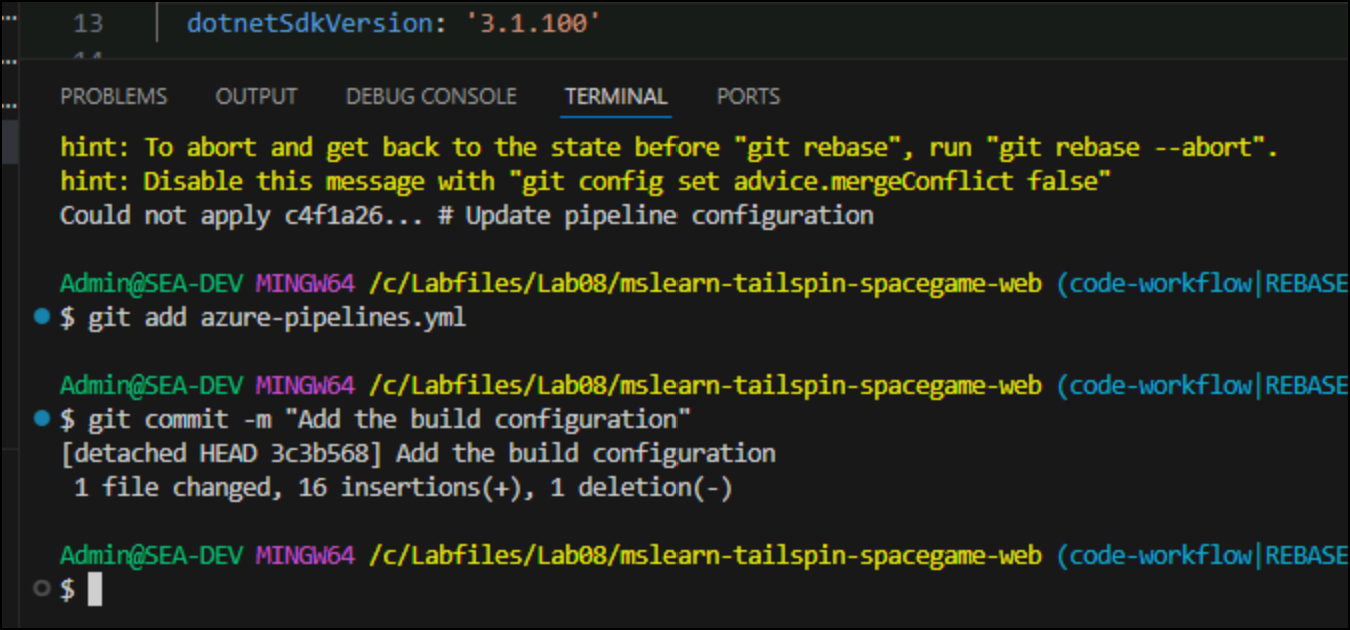 13 dotnetSdkVersion: '3.1.100'
PROBLEMS OUTPUT DEBUG CONSOLE TERMINAL PORTS
hint: To abort and get back to the state before "git rebase", run "git rebase --abort".
hint: Disable this message with "git config set advice.mergeConflict false"
Could not apply c4f1a26... # Update pipeline configuration
Admin@SEA-DEV MINGW64 /c/Labfiles/Lab08/mslearn-tailspin-spacegame-web (code-workflow|REBASE
$ git add azure-pipelines.yml
Admin@SEA-DEV MINGW64 /c/Labfiles/Lab08/mslearn-tailspin-spacegame-web (code-workflow|REBASE
$ git commit -m "Add the build configuration"
[detached HEAD 3c3b568] Add the build configuration
1 file changed, 16 insertions(+), 1 deletion(-)
Admin@SEA-DEV MINGW64 /c/Labfiles/Lab08/mslearn-tailspin-spacegame-web (code-workflow|REBASE
$